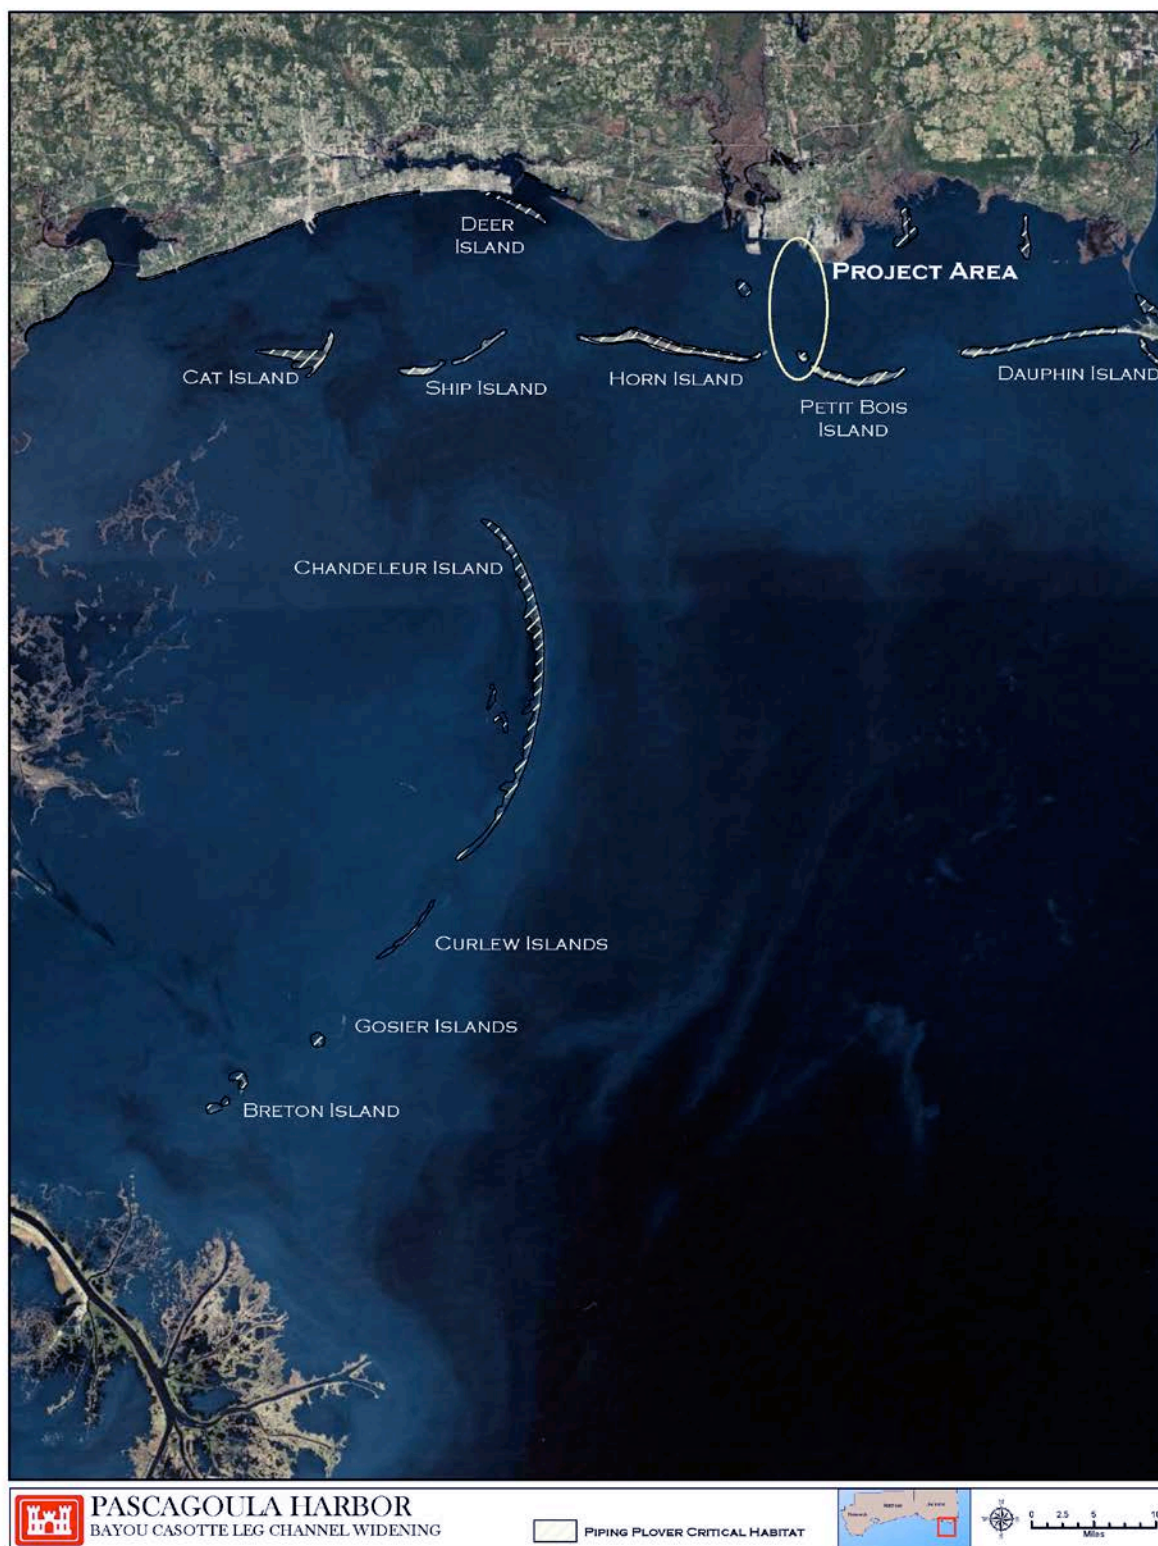 DEER
ISLAND
PROJECT AREA
CAT ISLAND
SHIP ISLAND
HORN ISLAND
DAUPHIN ISLAND
PETIT BOIS
ISLAND
CHANDELEUR ISLAND
CURLEW ISLANDS
GOSIER ISLANDS
BRETON ISLAND
PASCAGOULA HARBOR
BAYOU CASOTTE LEG CHANNEL WIDENING
PIPING PLOVER CRITICAL HABITAT
0 2.5 5 10
Miles